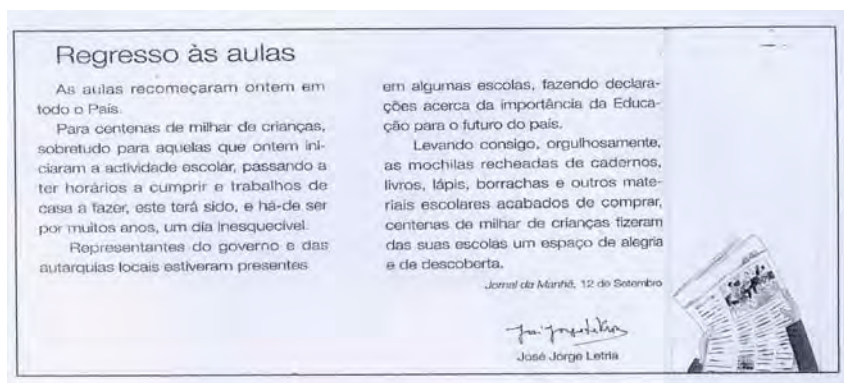 Regresso às aulas
As aulas recomeçaram ontem em
todo o País.
Para centenas de milhar de crianças,
sobretudo para aquelas que ontem ini-
ciaram a actividade escolar, passando a
ter horários a cumprir e trabalhos de
casa a fazer, este terá sido, e há-de ser
por muitos anos, um dia inesquecível.
Representantes do governo e das
autarquias locais estiveram presentes
em algumas escolas, fazendo declara-
ções acerca da importância da Educa-
ção para o futuro do país.
Levando consigo, orgulhosamente,
as mochilas recheadas de cadernos,
livros, lápis, borrachas e outros mate-
riais escolares acabados de comprar,
centenas de milhar de crianças fizeram
das suas escolas um espaço de alegria
e de descoberta.
Jornal da Manhã, 12 de Setembro
José Jorge Letria